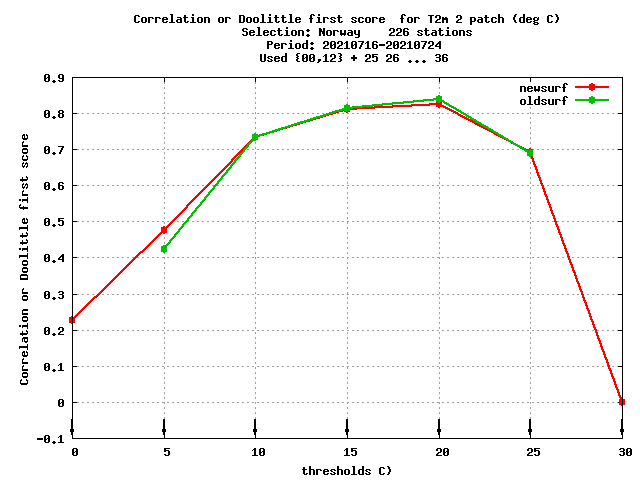 Correlation or Doolittle first score  for T2m 2 patch (deg C)
Selection: Norway    226 stations
Period: 20210716-20210724
Used {00,12} + 25 26 ... 36
newsurf
oldsurf
Correlation or Doolittle first score
0.9
0.8
0.7
0.6
0.5
0.4
0.3
0.2
0.1
0
-0.1
0 5 10 15 20 25 30
thresholds C)